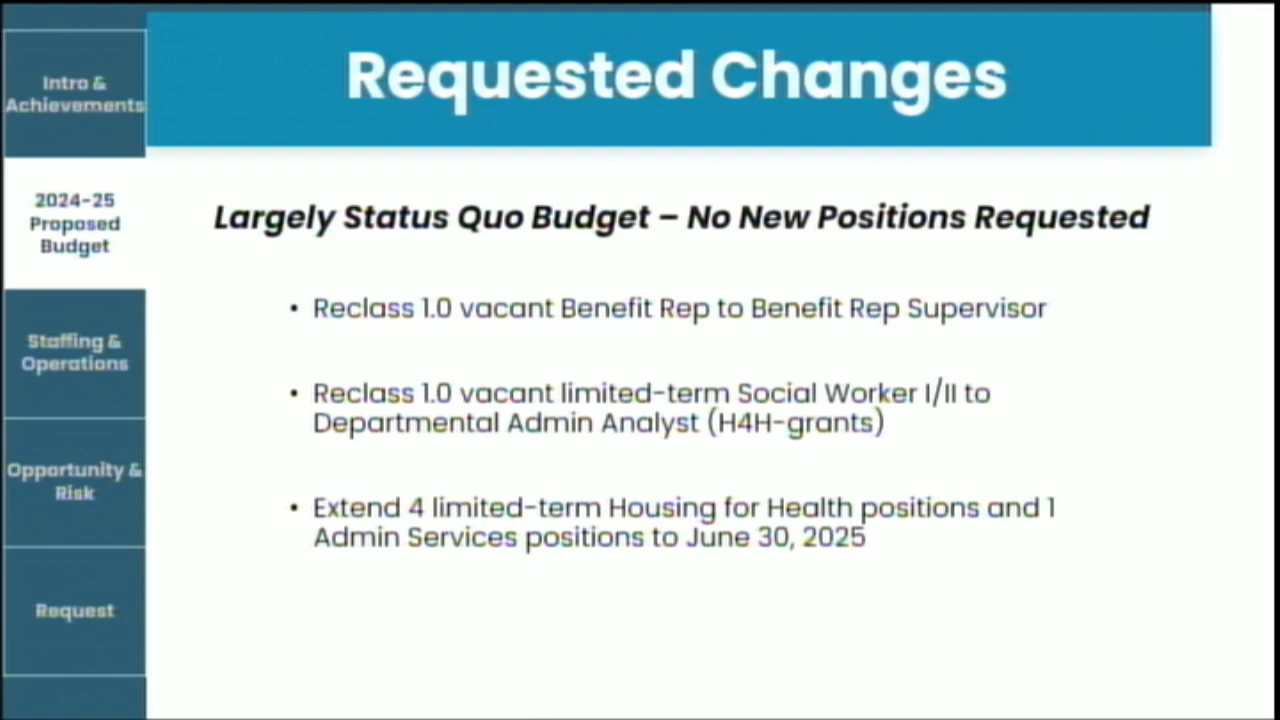 Requested Changes
Intro &
Achievements
2024-25
Proposed
Budget
Staffing &
Operations
Opportunity &
Risk
Request
Largely Status Quo Budget – No New Positions Requested
• Reclass 1.0 vacant Benefit Rep to Benefit Rep Supervisor
• Reclass 1.0 vacant limited-term Social Worker I/II to
Departmental Admin Analyst (H4H-grants)
• Extend 4 limited-term Housing for Health positions and 1
Admin Services positions to June 30, 2025